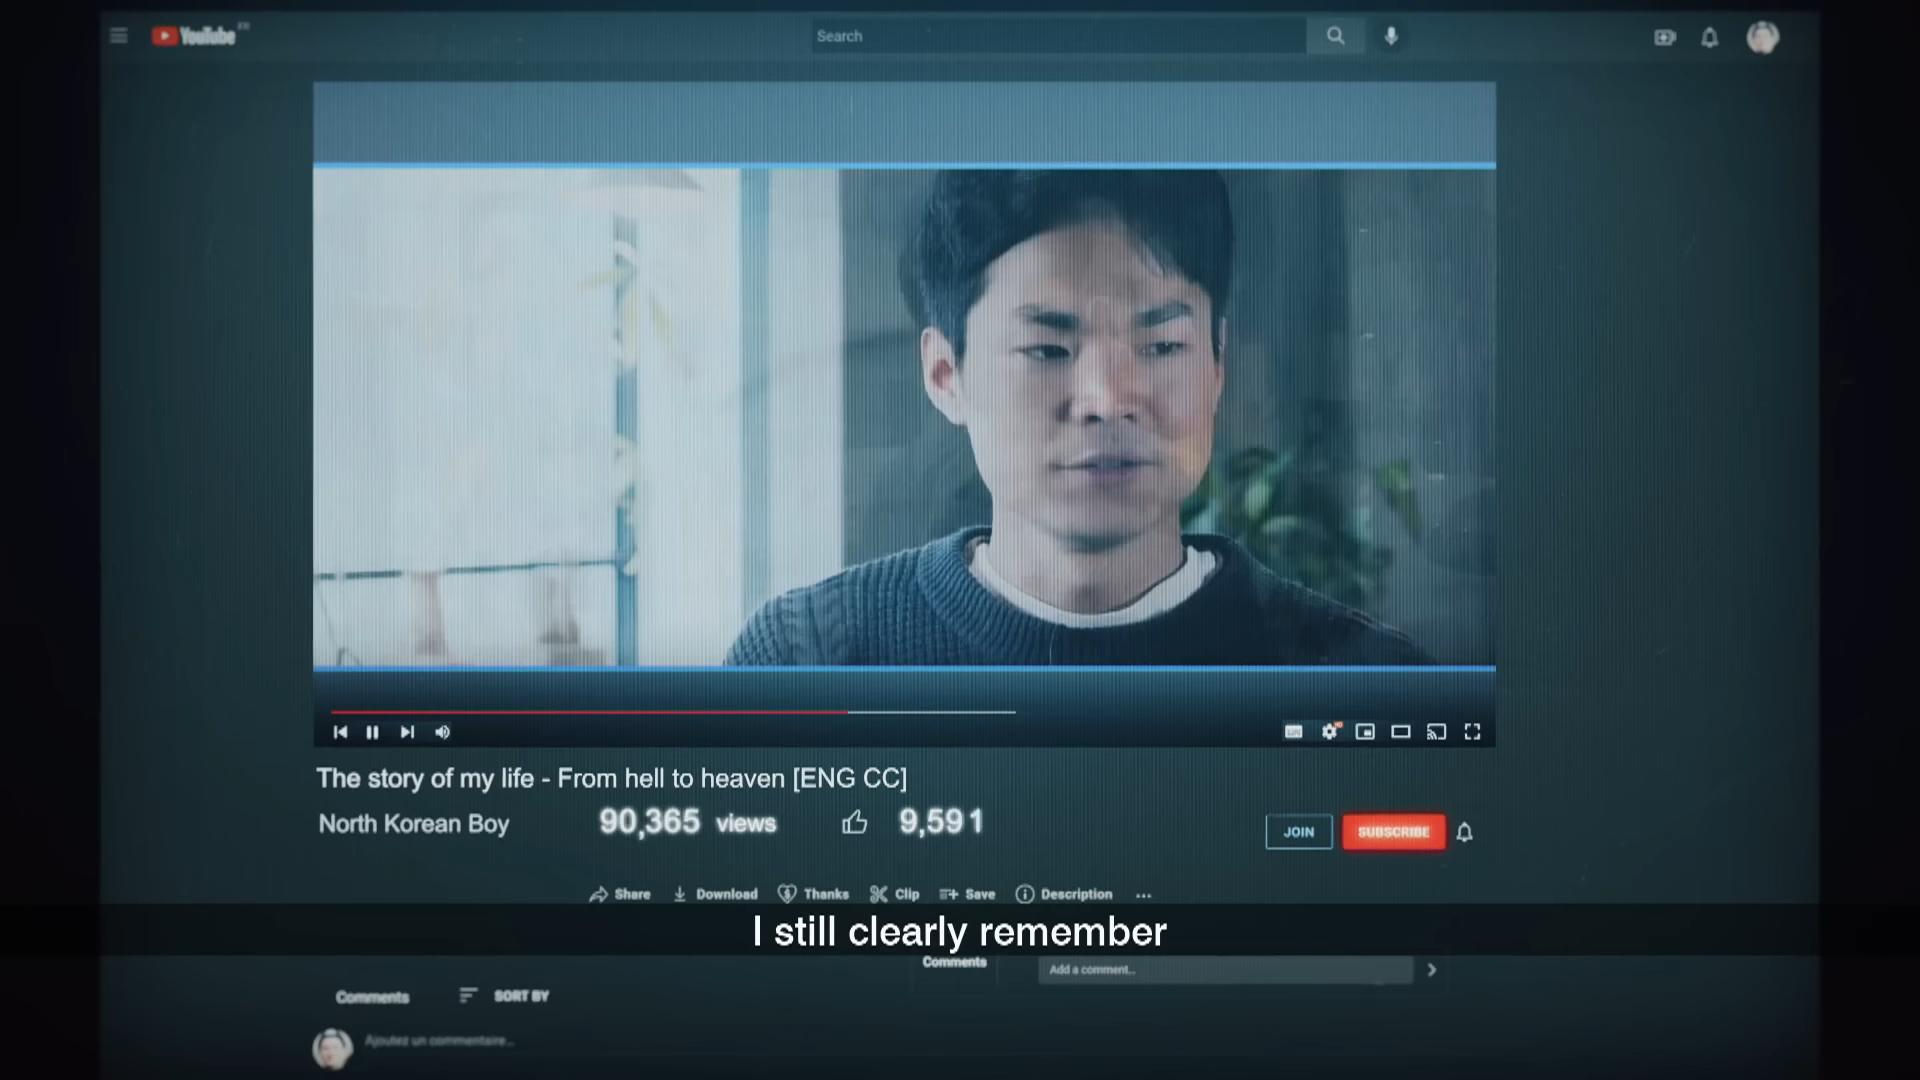 YouTube FR
Search
The story of my life - From hell to heaven [ENG CC]
North Korean Boy
90,365 views
9,591
JOIN
SUBSCRIBE
Share
Download
Thanks
Clip
Save
Description
...
I still clearly remember
Comments
Add a comment...
Comments
SORT BY
Ajoutez un commentaire...